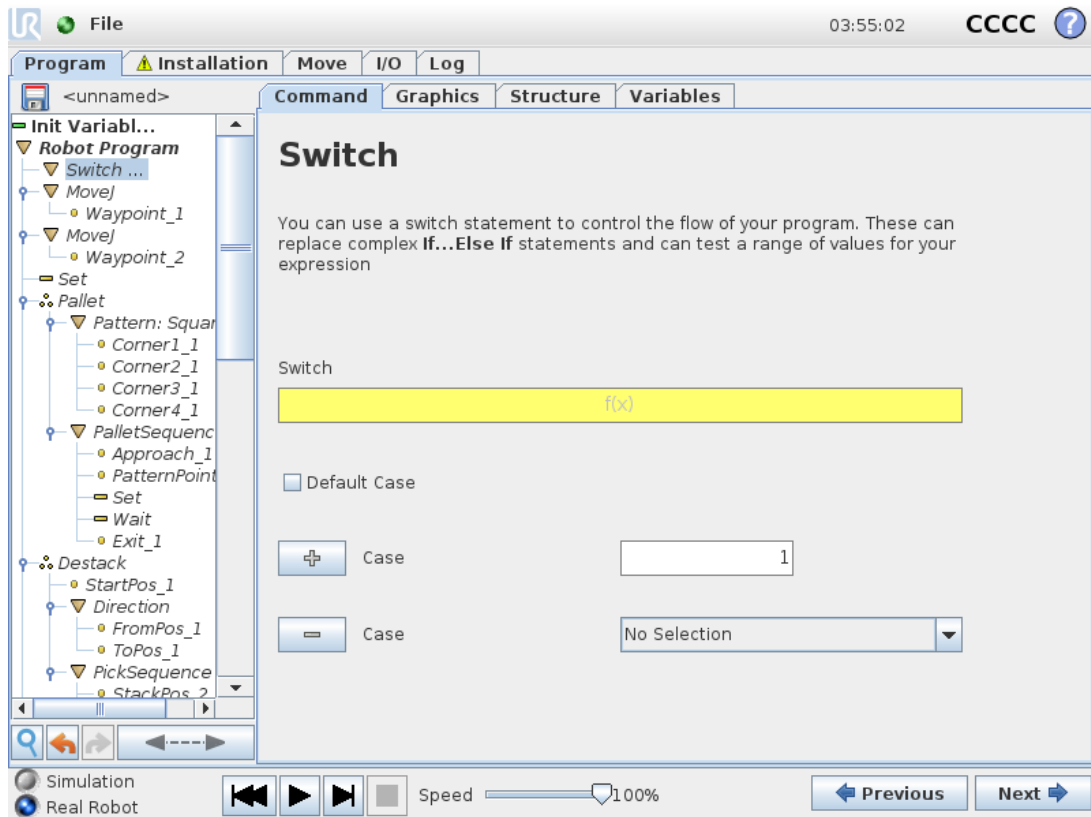 UR File 03:55:02 CCCC ?
Program Installation Move I/O Log
<unnamed>
Command Graphics Structure Variables
Init Variabl...
Robot Program
Switch ...
MoveJ
Waypoint_1
MoveJ
Waypoint_2
Set
Pallet
Pattern: Squar
Corner1_1
Corner2_1
Corner3_1
Corner4_1
PalletSequenc
Approach_1
PatternPoint
Set
Wait
Exit_1
Destack
StartPos_1
Direction
FromPos_1
ToPos_1
PickSequence
StackPos_2
Switch
You can use a switch statement to control the flow of your program. These can
replace complex If...Else If statements and can test a range of values for your
expression
Switch
f(x)
Default Case
Case 1
Case No Selection
Simulation
Real Robot
Speed 100%
Previous Next